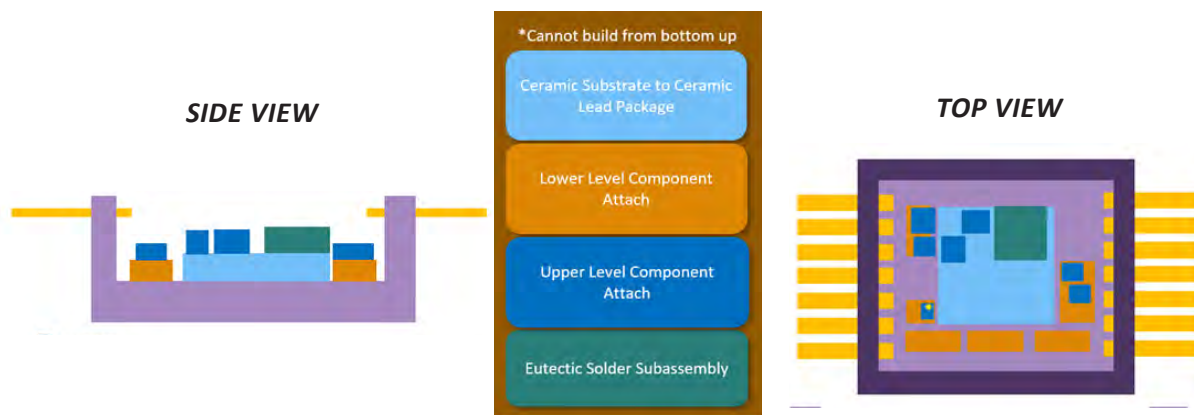 SIDE VIEW
*Cannot build from bottom up
Ceramic Substrate to Ceramic
Lead Package
Lower Level Component
Attach
Upper Level Component
Attach
Eutectic Solder Subassembly
TOP VIEW